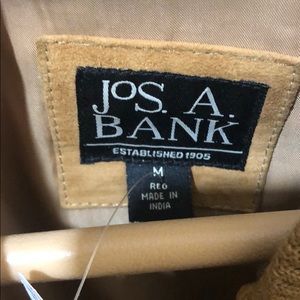 JOS. A.
BANK
ESTABLISHED 1905
M
REG
MADE IN
INDIA